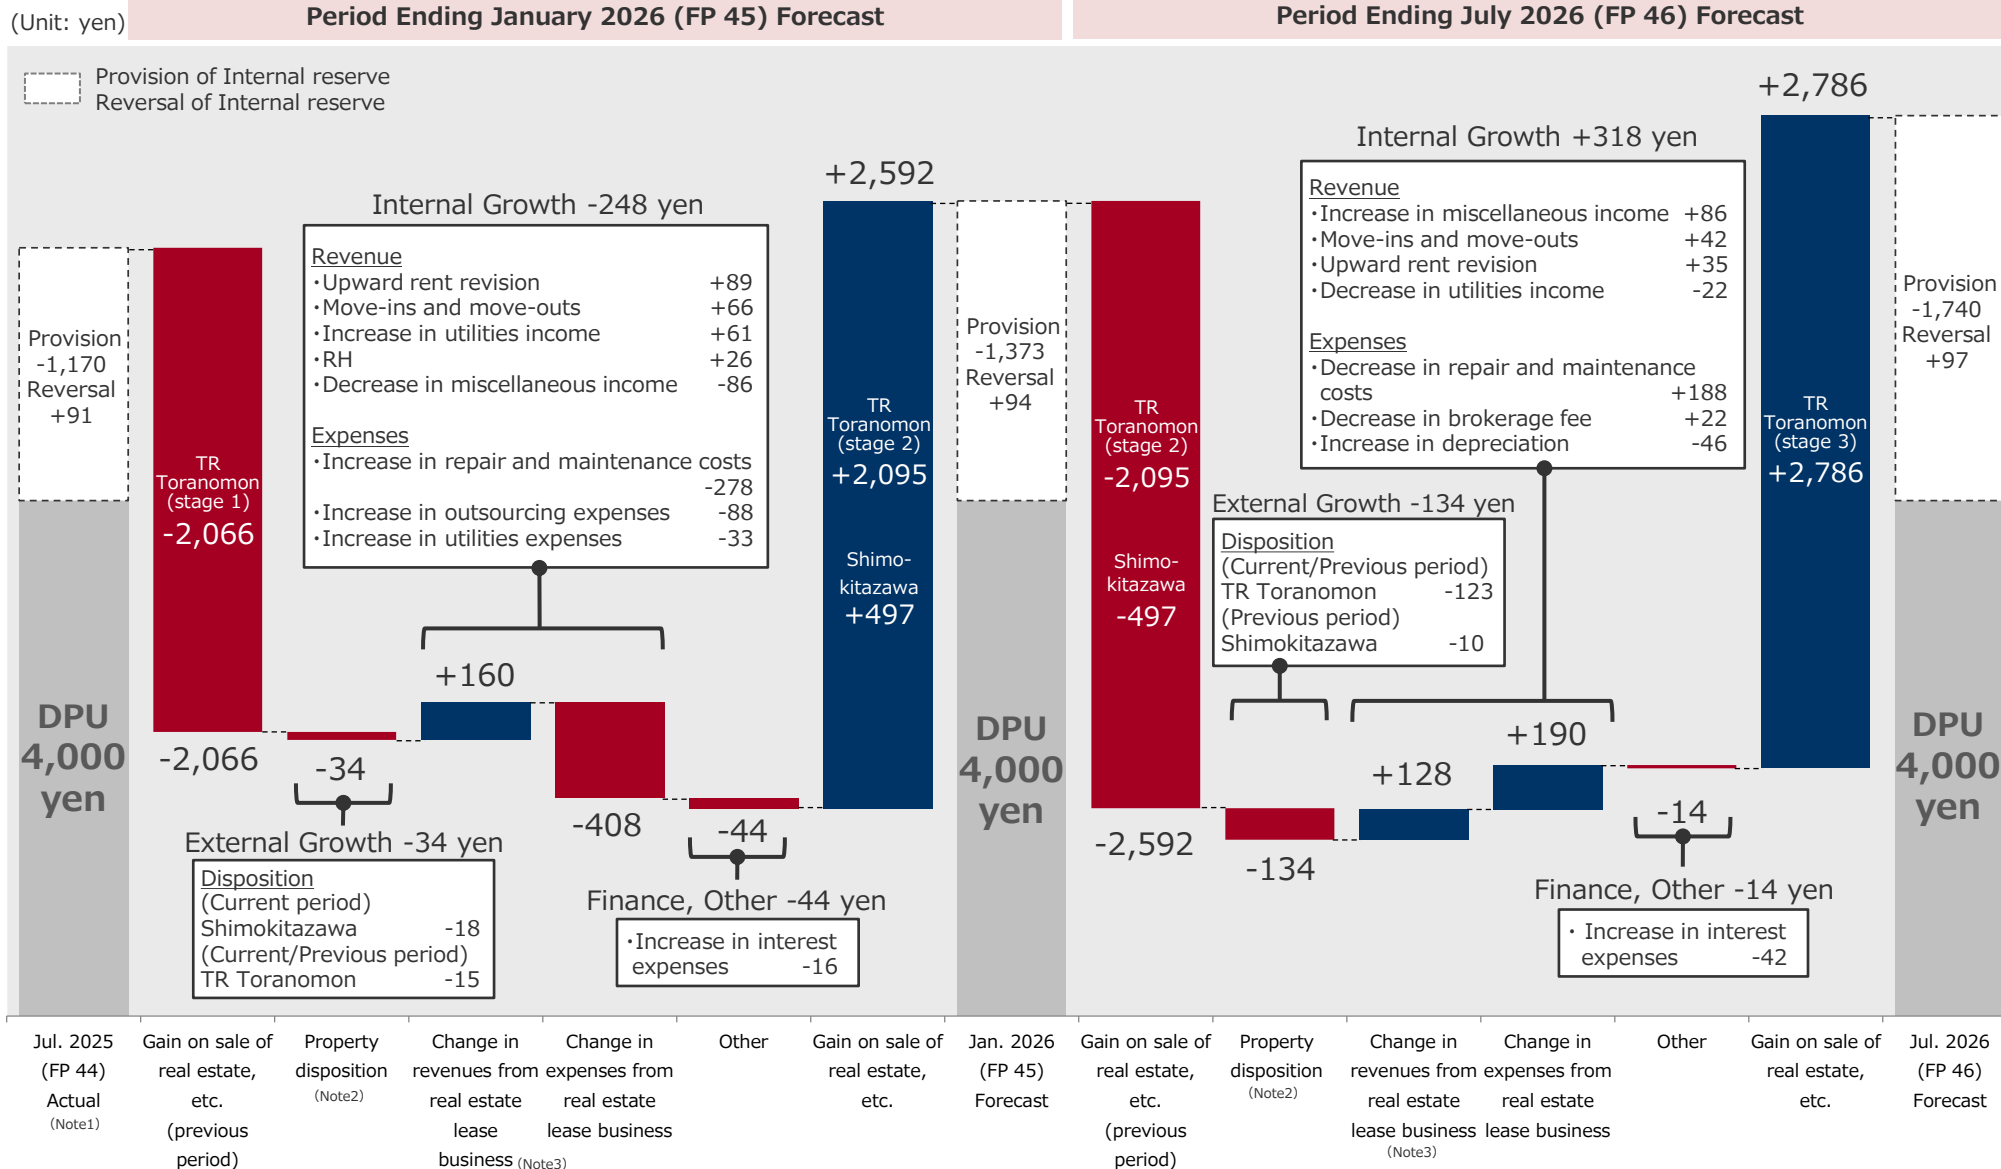 (Unit: yen)
Period Ending January 2026 (FP 45) Forecast
Period Ending July 2026 (FP 46) Forecast
Provision of Internal reserve
Reversal of Internal reserve
Provision
-1,170
Reversal
+91
DPU
4,000
yen
TR
Toranomon
(stage 1)
-2,066
-2,066
-34
External Growth -34 yen
Disposition
(Current period)
Shimokitazawa -18
(Current/Previous period)
TR Toranomon -15
Internal Growth -248 yen
Revenue
・Upward rent revision +89
・Move-ins and move-outs +66
・Increase in utilities income +61
・RH +26
・Decrease in miscellaneous income -86
Expenses
・Increase in repair and maintenance costs
-278
・Increase in outsourcing expenses -88
・Increase in utilities expenses -33
+160
-408
-44
Finance, Other -44 yen
・Increase in interest
expenses -16
+2,592
TR
Toranomon
(stage 2)
+2,095
Shimo-
kitazawa
+497
Provision
-1,373
Reversal
+94
DPU
4,000
yen
TR
Toranomon
(stage 2)
-2,095
Shimo-
kitazawa
-497
-2,592
External Growth -134 yen
Disposition
(Current/Previous period)
TR Toranomon -123
(Previous period)
Shimokitazawa -10
-134
Internal Growth +318 yen
Revenue
・Increase in miscellaneous income +86
・Move-ins and move-outs +42
・Upward rent revision +35
・Decrease in utilities income -22
Expenses
・Decrease in repair and maintenance
costs +188
・Decrease in brokerage fee +22
・Increase in depreciation -46
+128
+190
-14
Finance, Other -14 yen
・ Increase in interest
expenses -42
+2,786
TR
Toranomon
(stage 3)
+2,786
Provision
-1,740
Reversal
+97
DPU
4,000
yen
Jul. 2025
(FP 44)
Actual
(Note1)
Gain on sale of
real estate,
etc.
(previous
period)
Property
disposition
(Note2)
Change in
revenues from
real estate
lease
business (Note3)
Change in
expenses from
real estate
lease business
Other
Gain on sale of
real estate,
etc.
Jan. 2026
(FP 45)
Forecast
Gain on sale of
real estate,
etc.
(previous
period)
Property
disposition
(Note2)
Change in
revenues from
real estate
lease business
(Note3)
Change in
expenses from
real estate
lease business
Other
Gain on sale of
real estate,
etc.
Jul. 2026
(FP 46)
Forecast